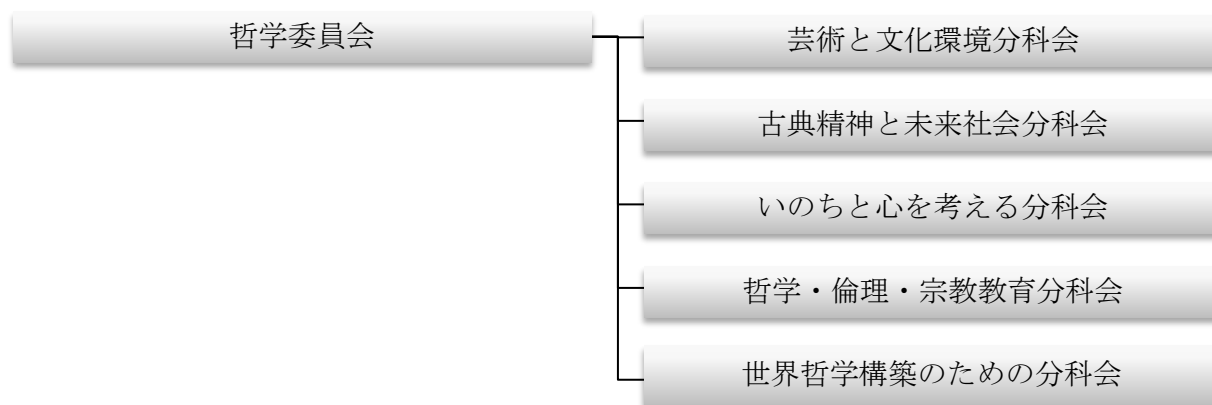 哲学委員会
芸術と文化環境分科会
古典精神と未来社会分科会
いのちと心を考える分科会
哲学・倫理・宗教教育分科会
世界哲学構築のための分科会